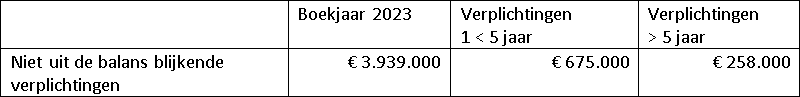 Boekjaar 2023 Verplichtingen 1 < 5 jaar Verplichtingen > 5 jaar
Niet uit de balans blijkende verplichtingen € 3.939.000 € 675.000 € 258.000